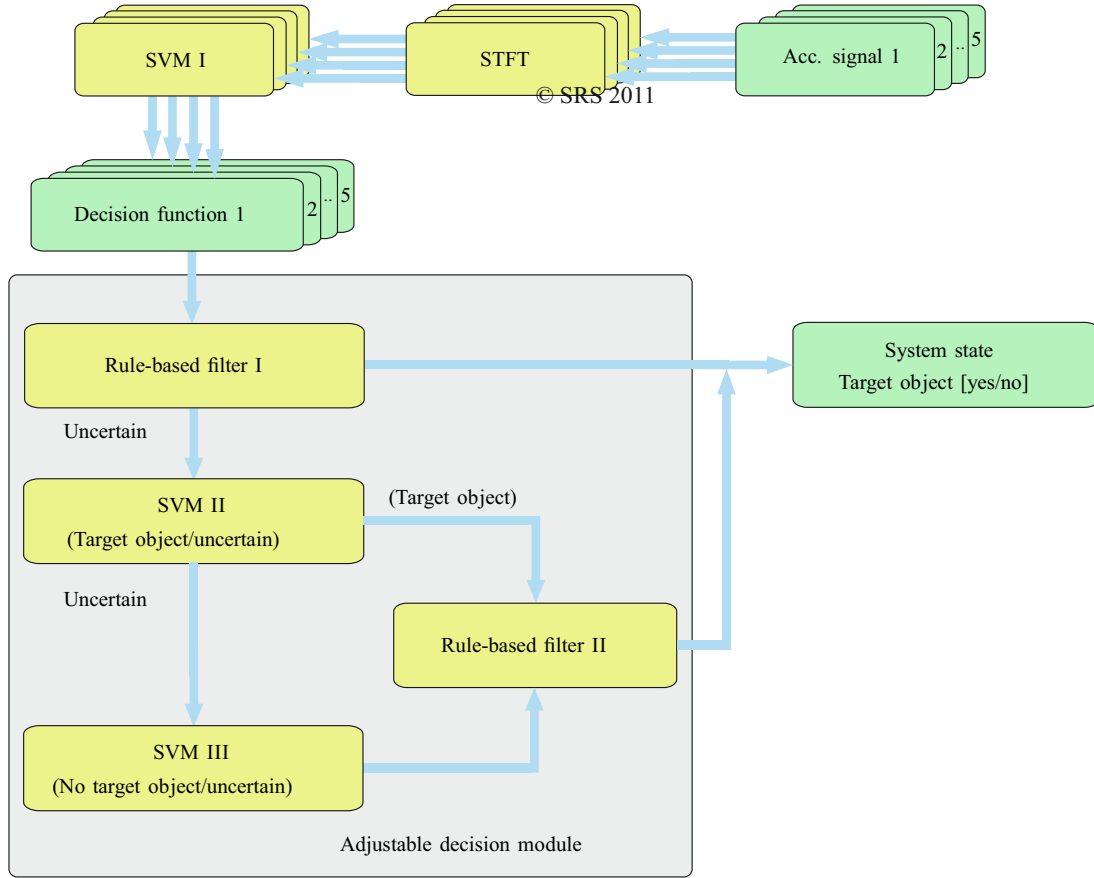 SVM I
STFT
Acc. signal 1
2
..
5
© SRS 2011
Decision function 1
2
..
5
Rule-based filter I
System state
Target object [yes/no]
Uncertain
SVM II
(Target object/uncertain)
(Target object)
Uncertain
Rule-based filter II
SVM III
(No target object/uncertain)
Adjustable decision module